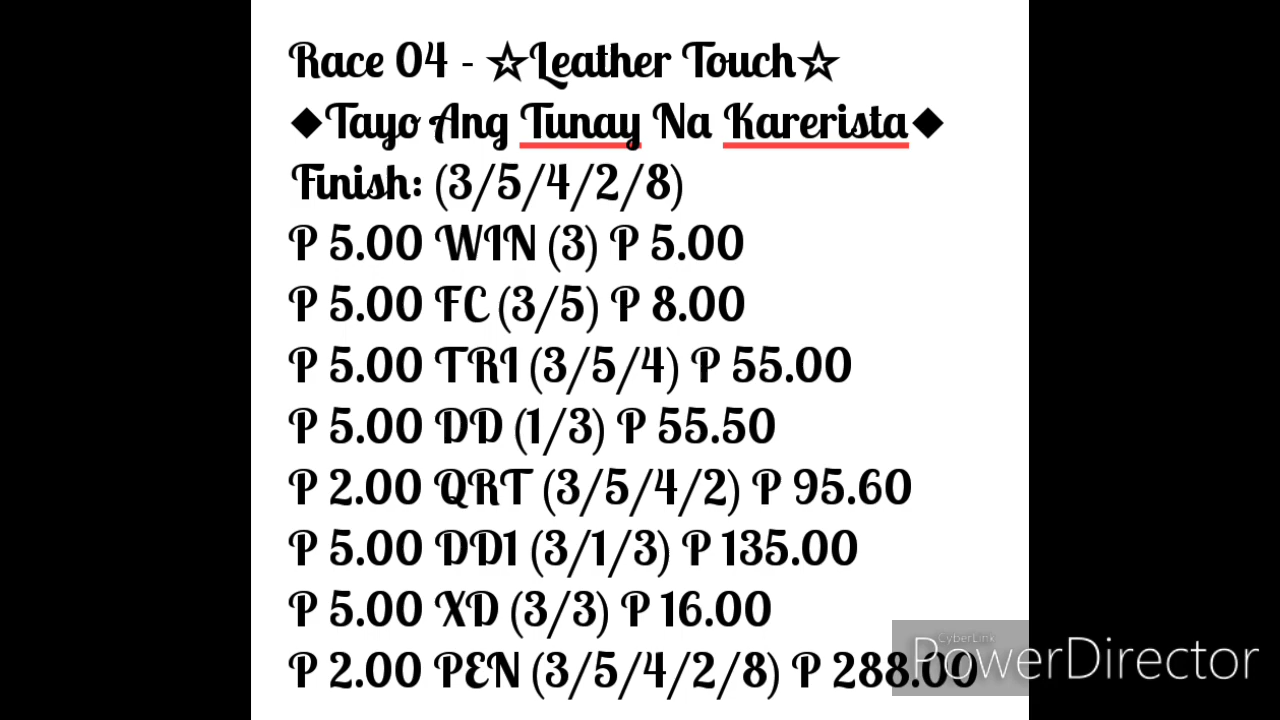 Race 04 - ☆Leather Touch☆
◆Tayo Ang Tunay Na Karerista◆
Finish: (3/5/4/2/8)
P 5.00 WIN (3) P 5.00
P 5.00 FC (3/5) P 8.00
P 5.00 TRI (3/5/4) P 55.00
P 5.00 DD (1/3) P 55.50
P 2.00 QRT (3/5/4/2) P 95.60
P 5.00 DD1 (3/1/3) P 135.00
P 5.00 XD (3/3) P 16.00
P 2.00 PEN (3/5/4/2/8) P 288.00
CyberLink
PowerDirector